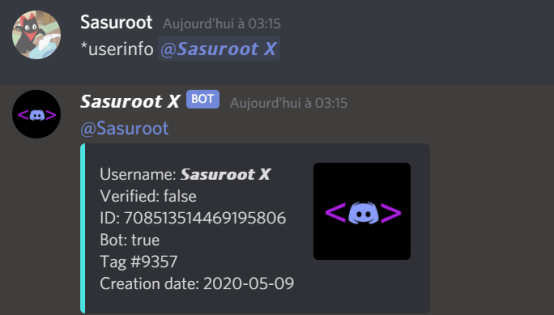 Sasuroot Aujourd'hui à 03:15
*userinfo @Sasuroot X
Sasuroot X BOT Aujourd'hui à 03:15
@Sasuroot
Username: Sasuroot X
Verified: false
ID: 708513514469195806
Bot: true
Tag #9357
Creation date: 2020-05-09